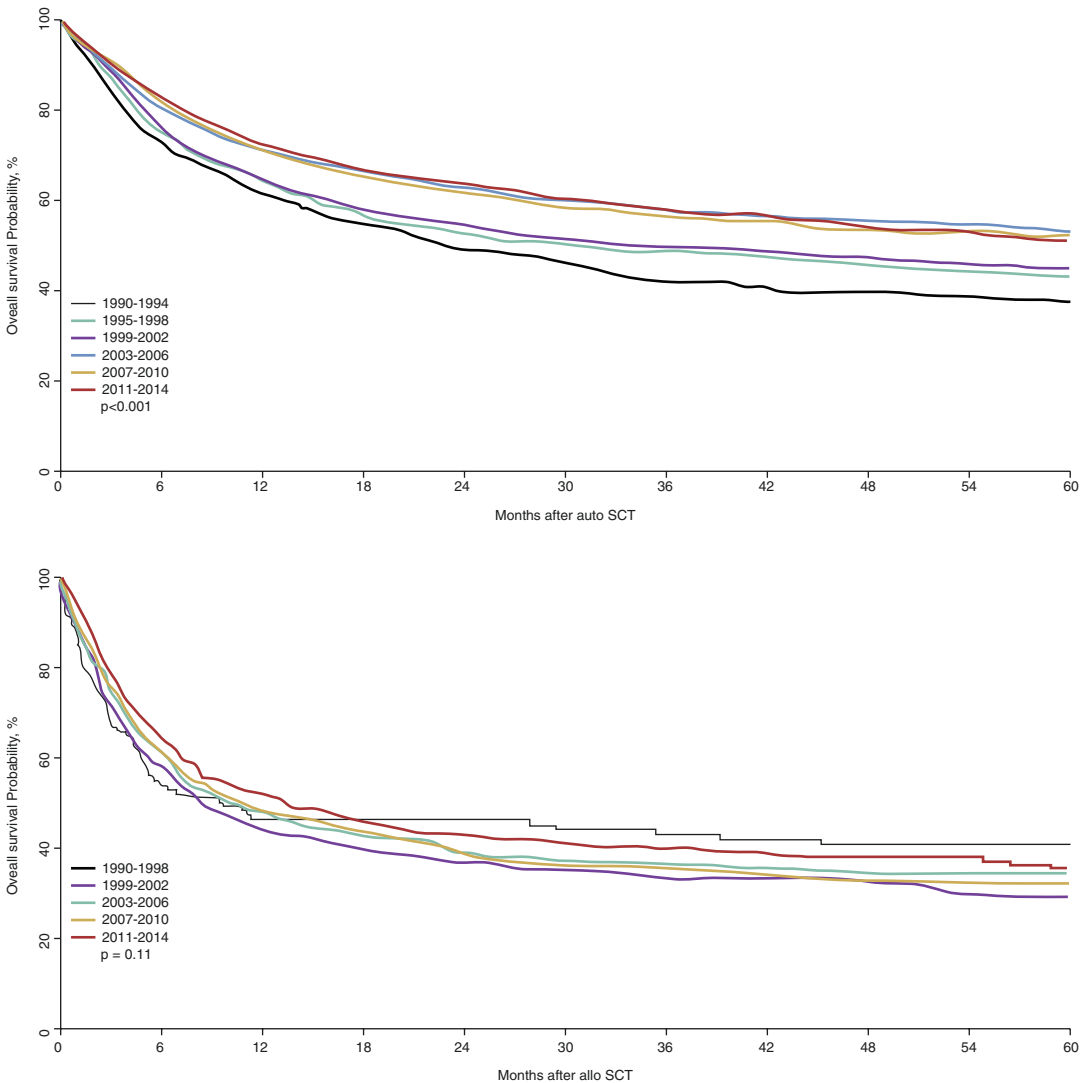 Oveall survival Probability, %
100
80
60
40
20
0
1990-1994
1995-1998
1999-2002
2003-2006
2007-2010
2011-2014
p<0.001
0 6 12 18 24 30 36 42 48 54 60
Months after auto SCT
Overall survival Probability, %
100
80
60
40
20
0
1990-1998
1999-2002
2003-2006
2007-2010
2011-2014
p = 0.11
0 6 12 18 24 30 36 42 48 54 60
Months after allo SCT